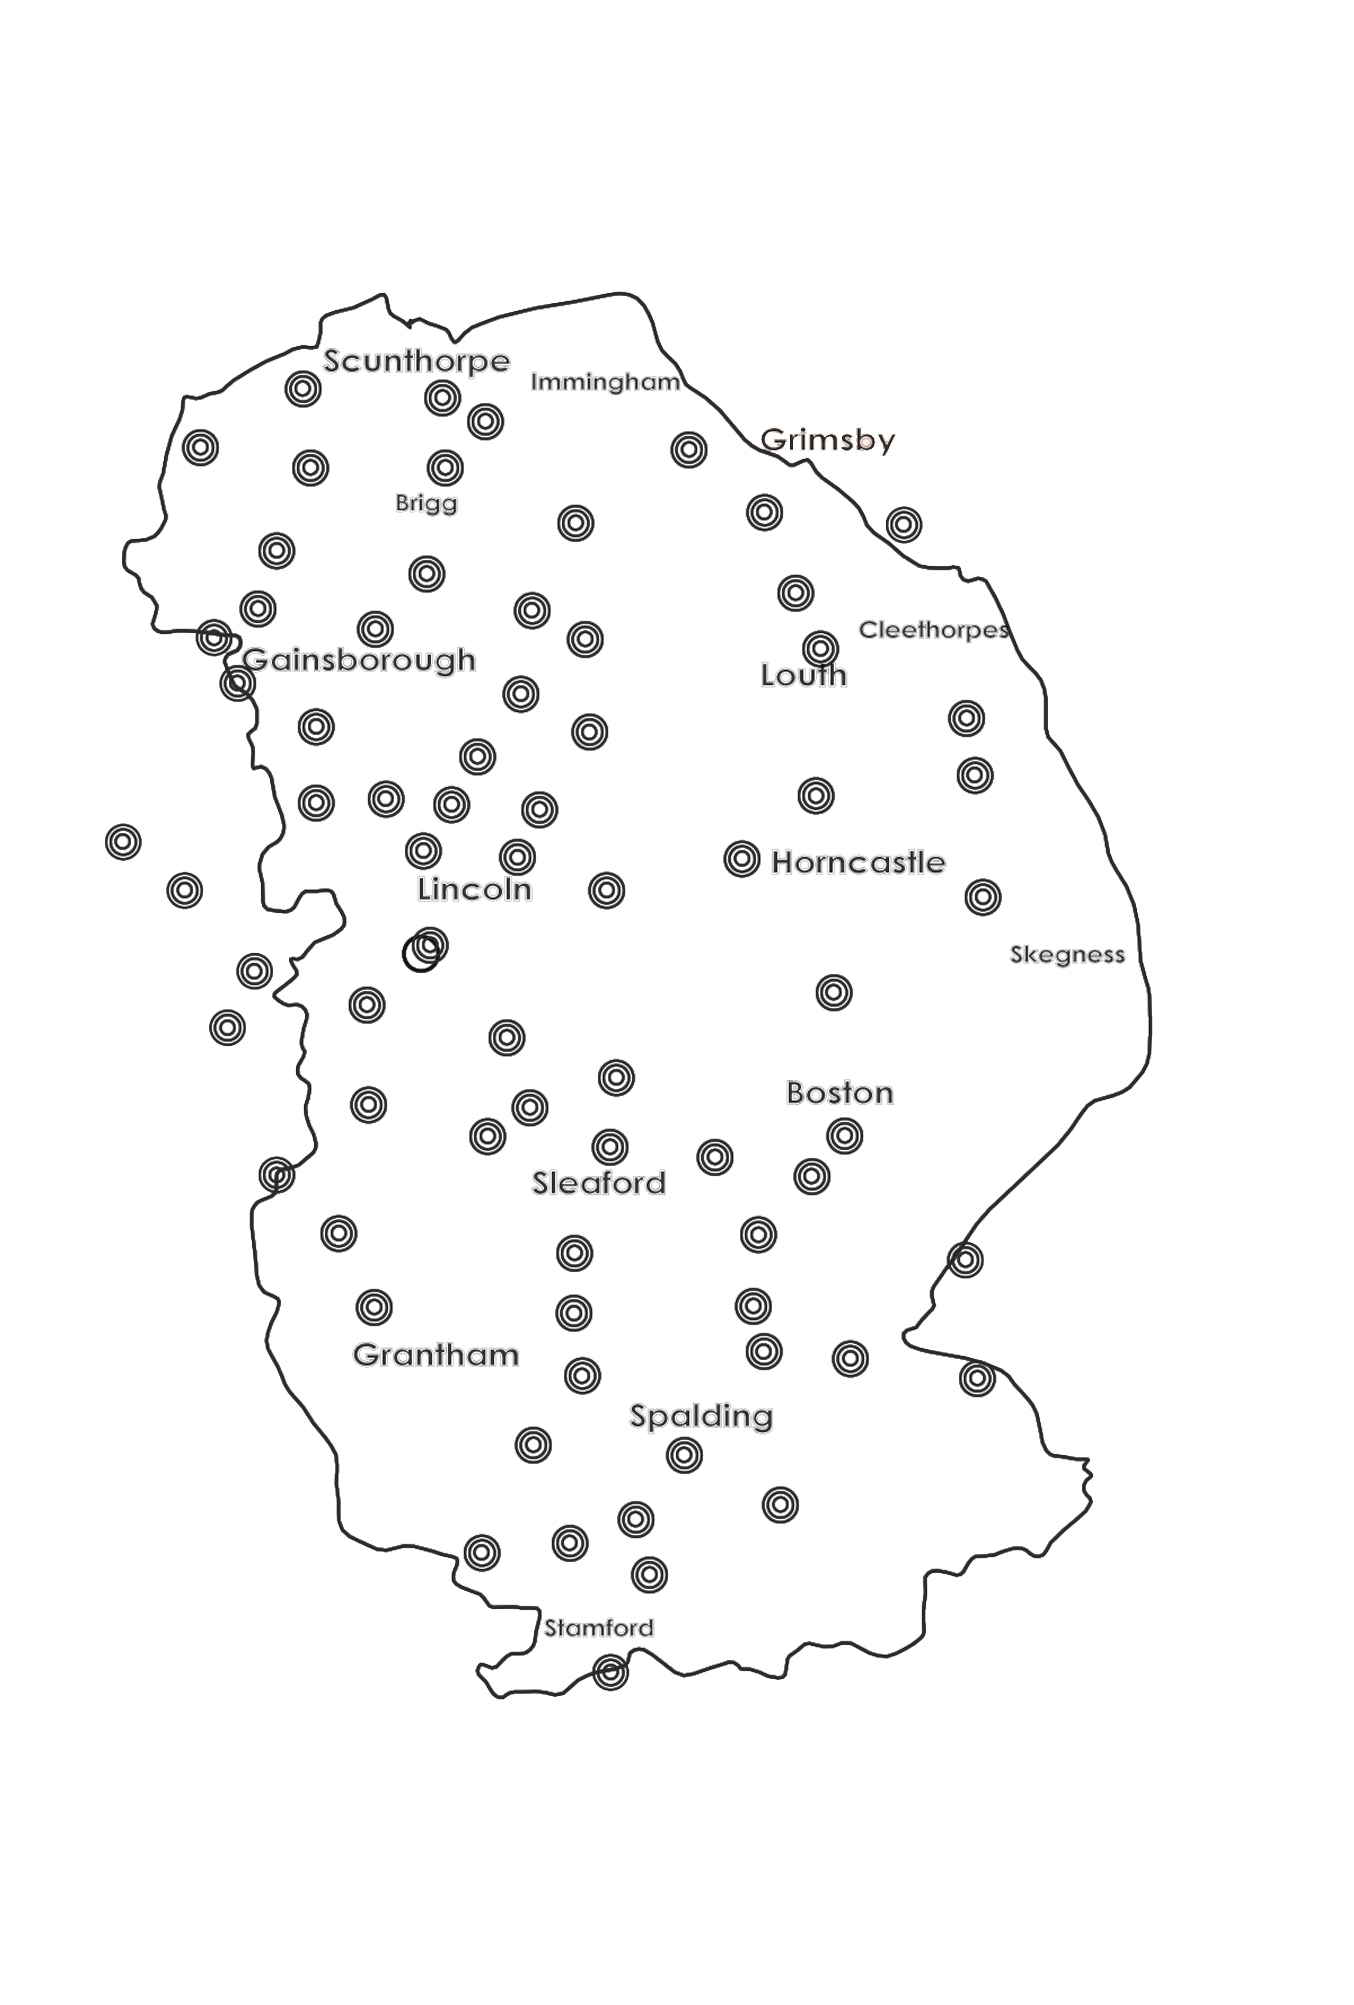 Scunthorpe
Immingham
Grimsby
Brigg
Cleethorpes
Gainsborough
Louth
Horncastle
Lincoln
Skegness
Boston
Sleaford
Grantham
Spalding
Stamford